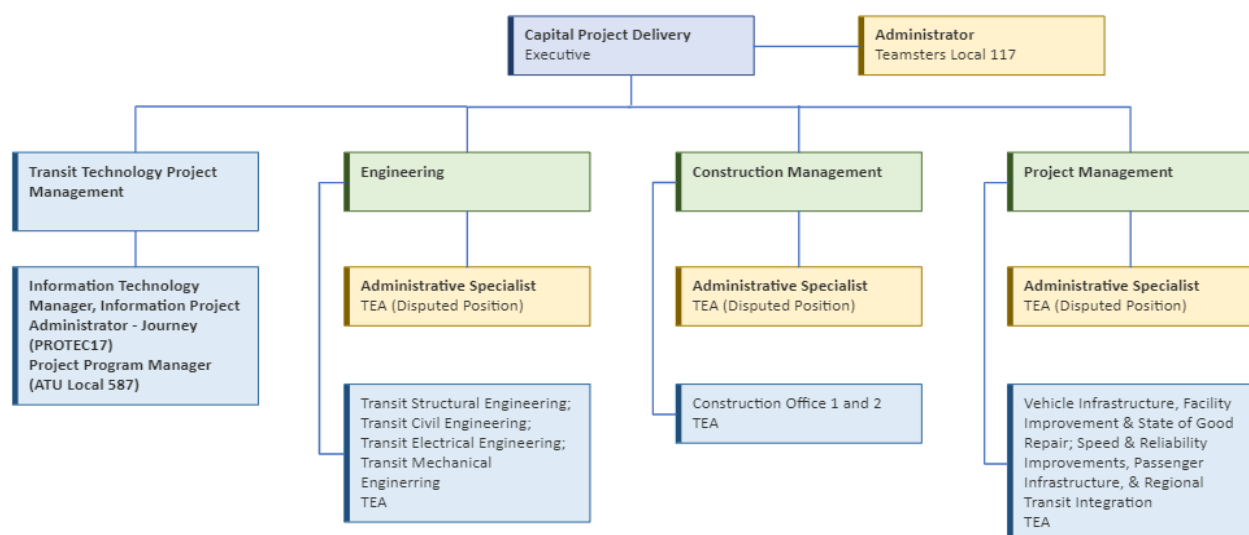 Capital Project Delivery
Executive
Administrator
Teamsters Local 117
Transit Technology Project
Management
Engineering
Construction Management
Project Management
Information Technology
Manager, Information Project
Administrator - Journey
(PROTEC17)
Project Program Manager
(ATU Local 587)
Administrative Specialist
TEA (Disputed Position)
Administrative Specialist
TEA (Disputed Position)
Administrative Specialist
TEA (Disputed Position)
Transit Structural Engineering;
Transit Civil Engineering;
Transit Electrical Engineering;
Transit Mechanical
Enginerring
TEA
Construction Office 1 and 2
TEA
Vehicle Infrastructure, Facility
Improvement & State of Good
Repair; Speed & Reliability
Improvements, Passenger
Infrastructure, & Regional
Transit Integration
TEA